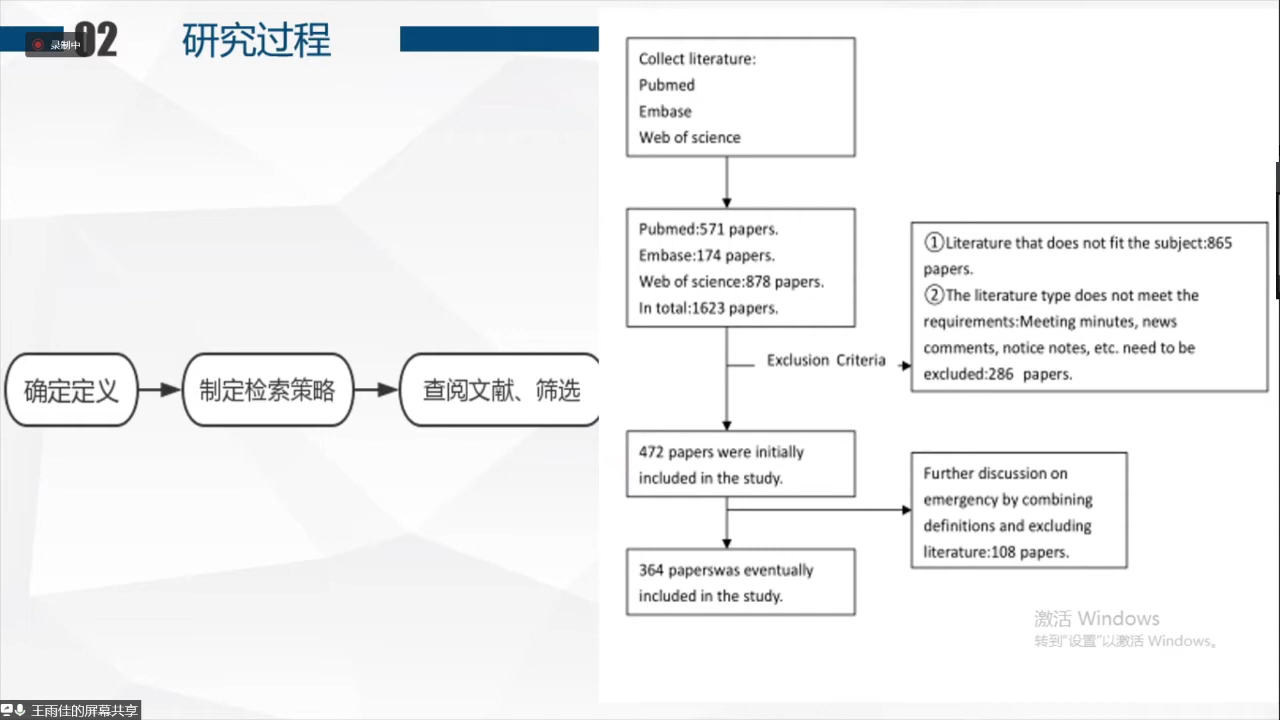 02
录制中
研究过程
确定定义
制定检索策略
查阅文献、筛选
Collect literature:
Pubmed
Embase
Web of science
Pubmed:571 papers.
Embase:174 papers.
Web of science:878 papers.
In total:1623 papers.
Exclusion Criteria
①Literature that does not fit the subject:865
papers.
②The literature type does not meet the
requirements:Meeting minutes, news
comments, notice notes, etc. need to be
excluded:286 papers.
472 papers were initially
included in the study.
Further discussion on
emergency by combining
definitions and excluding
literature:108 papers.
364 paperswas eventually
included in the study.
激活 Windows
转到"设置"以激活 Windows。
王雨佳的屏幕共享